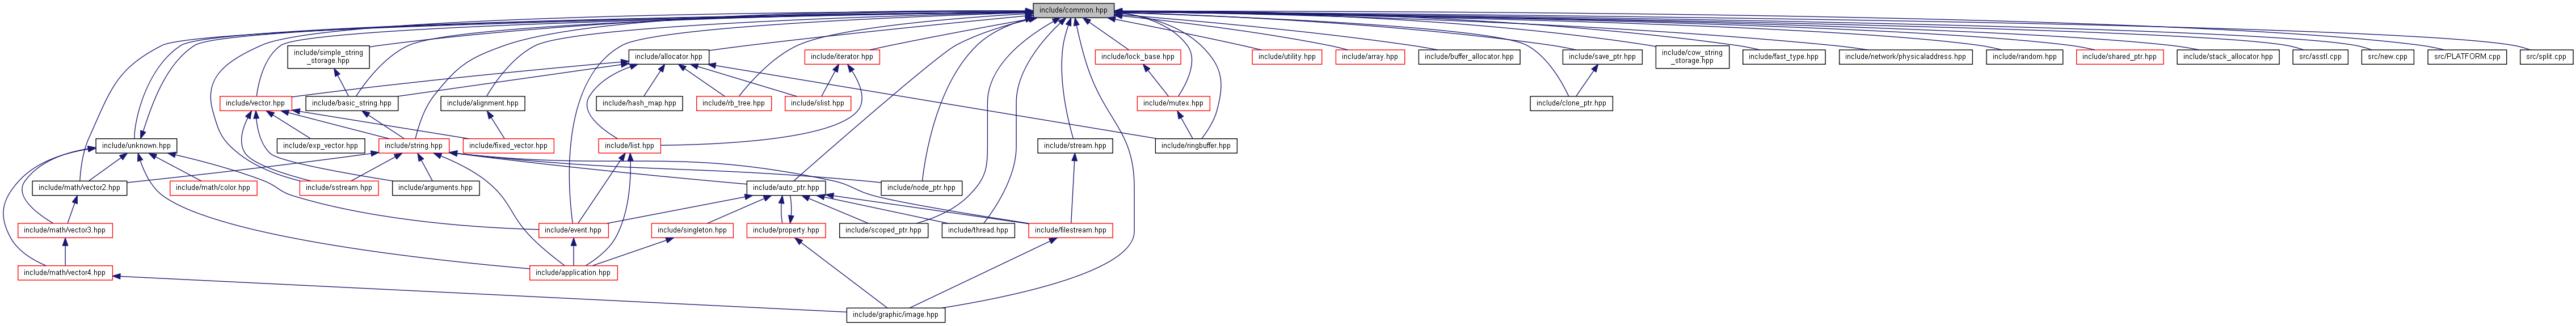 include/common.hpp
include/simple_string
_storage.hpp
include/allocator.hpp
include/iterator.hpp
include/lock_base.hpp
include/utility.hpp
include/array.hpp
include/buffer_allocator.hpp
include/save_ptr.hpp
include/cow_string
_storage.hpp
include/fast_type.hpp
include/network/physicaladdress.hpp
include/random.hpp
include/shared_ptr.hpp
include/stack_allocator.hpp
src/asstl.cpp
src/new.cpp
src/PLATFORM.cpp
src/split.cpp
include/vector.hpp
include/basic_string.hpp
include/alignment.hpp
include/hash_map.hpp
include/rb_tree.hpp
include/slist.hpp
include/mutex.hpp
include/clone_ptr.hpp
include/unknown.hpp
include/exp_vector.hpp
include/string.hpp
include/fixed_vector.hpp
include/list.hpp
include/stream.hpp
include/ringbuffer.hpp
include/math/vector2.hpp
include/math/color.hpp
include/sstream.hpp
include/arguments.hpp
include/auto_ptr.hpp
include/node_ptr.hpp
include/math/vector3.hpp
include/event.hpp
include/singleton.hpp
include/property.hpp
include/scoped_ptr.hpp
include/thread.hpp
include/filestream.hpp
include/math/vector4.hpp
include/application.hpp
include/graphic/image.hpp